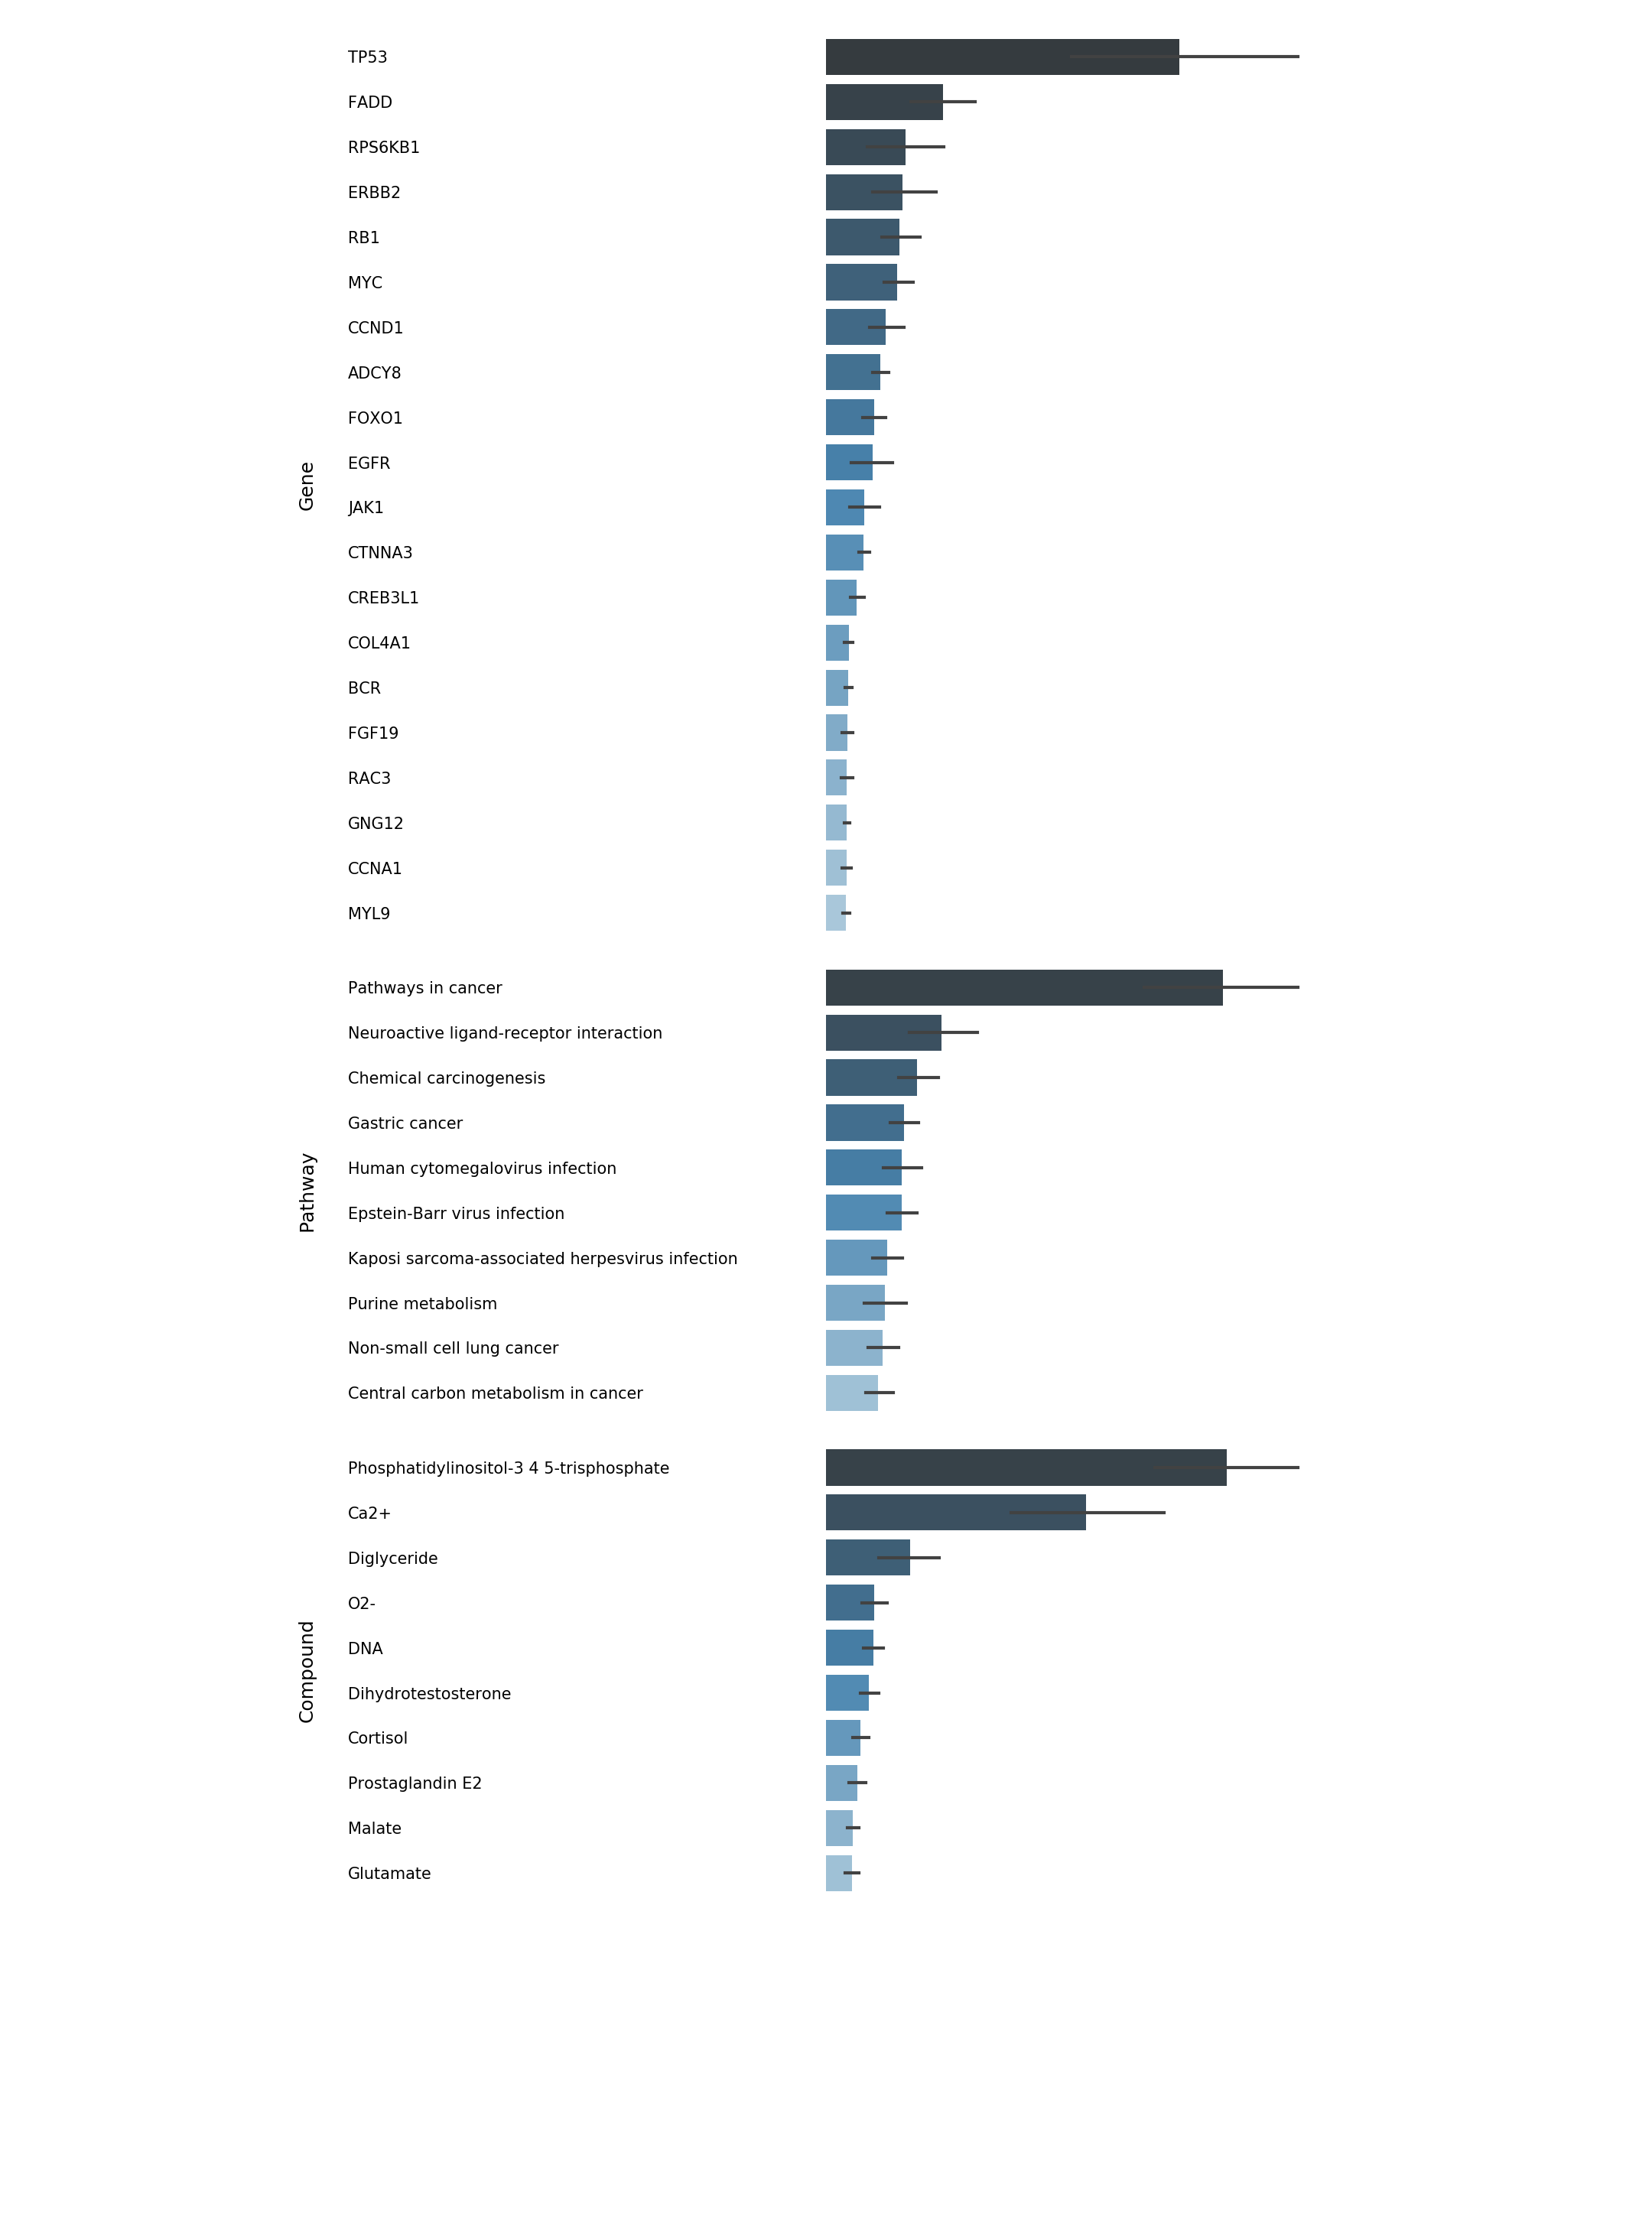 Gene
TP53
FADD
RPS6KB1
ERBB2
RB1
MYC
CCND1
ADCY8
FOXO1
EGFR
JAK1
CTNNA3
CREB3L1
COL4A1
BCR
FGF19
RAC3
GNG12
CCNA1
MYL9
Pathway
Pathways in cancer
Neuroactive ligand-receptor interaction
Chemical carcinogenesis
Gastric cancer
Human cytomegalovirus infection
Epstein-Barr virus infection
Kaposi sarcoma-associated herpesvirus infection
Purine metabolism
Non-small cell lung cancer
Central carbon metabolism in cancer
Compound
Phosphatidylinositol-3 4 5-trisphosphate
Ca2+
Diglyceride
O2-
DNA
Dihydrotestosterone
Cortisol
Prostaglandin E2
Malate
Glutamate